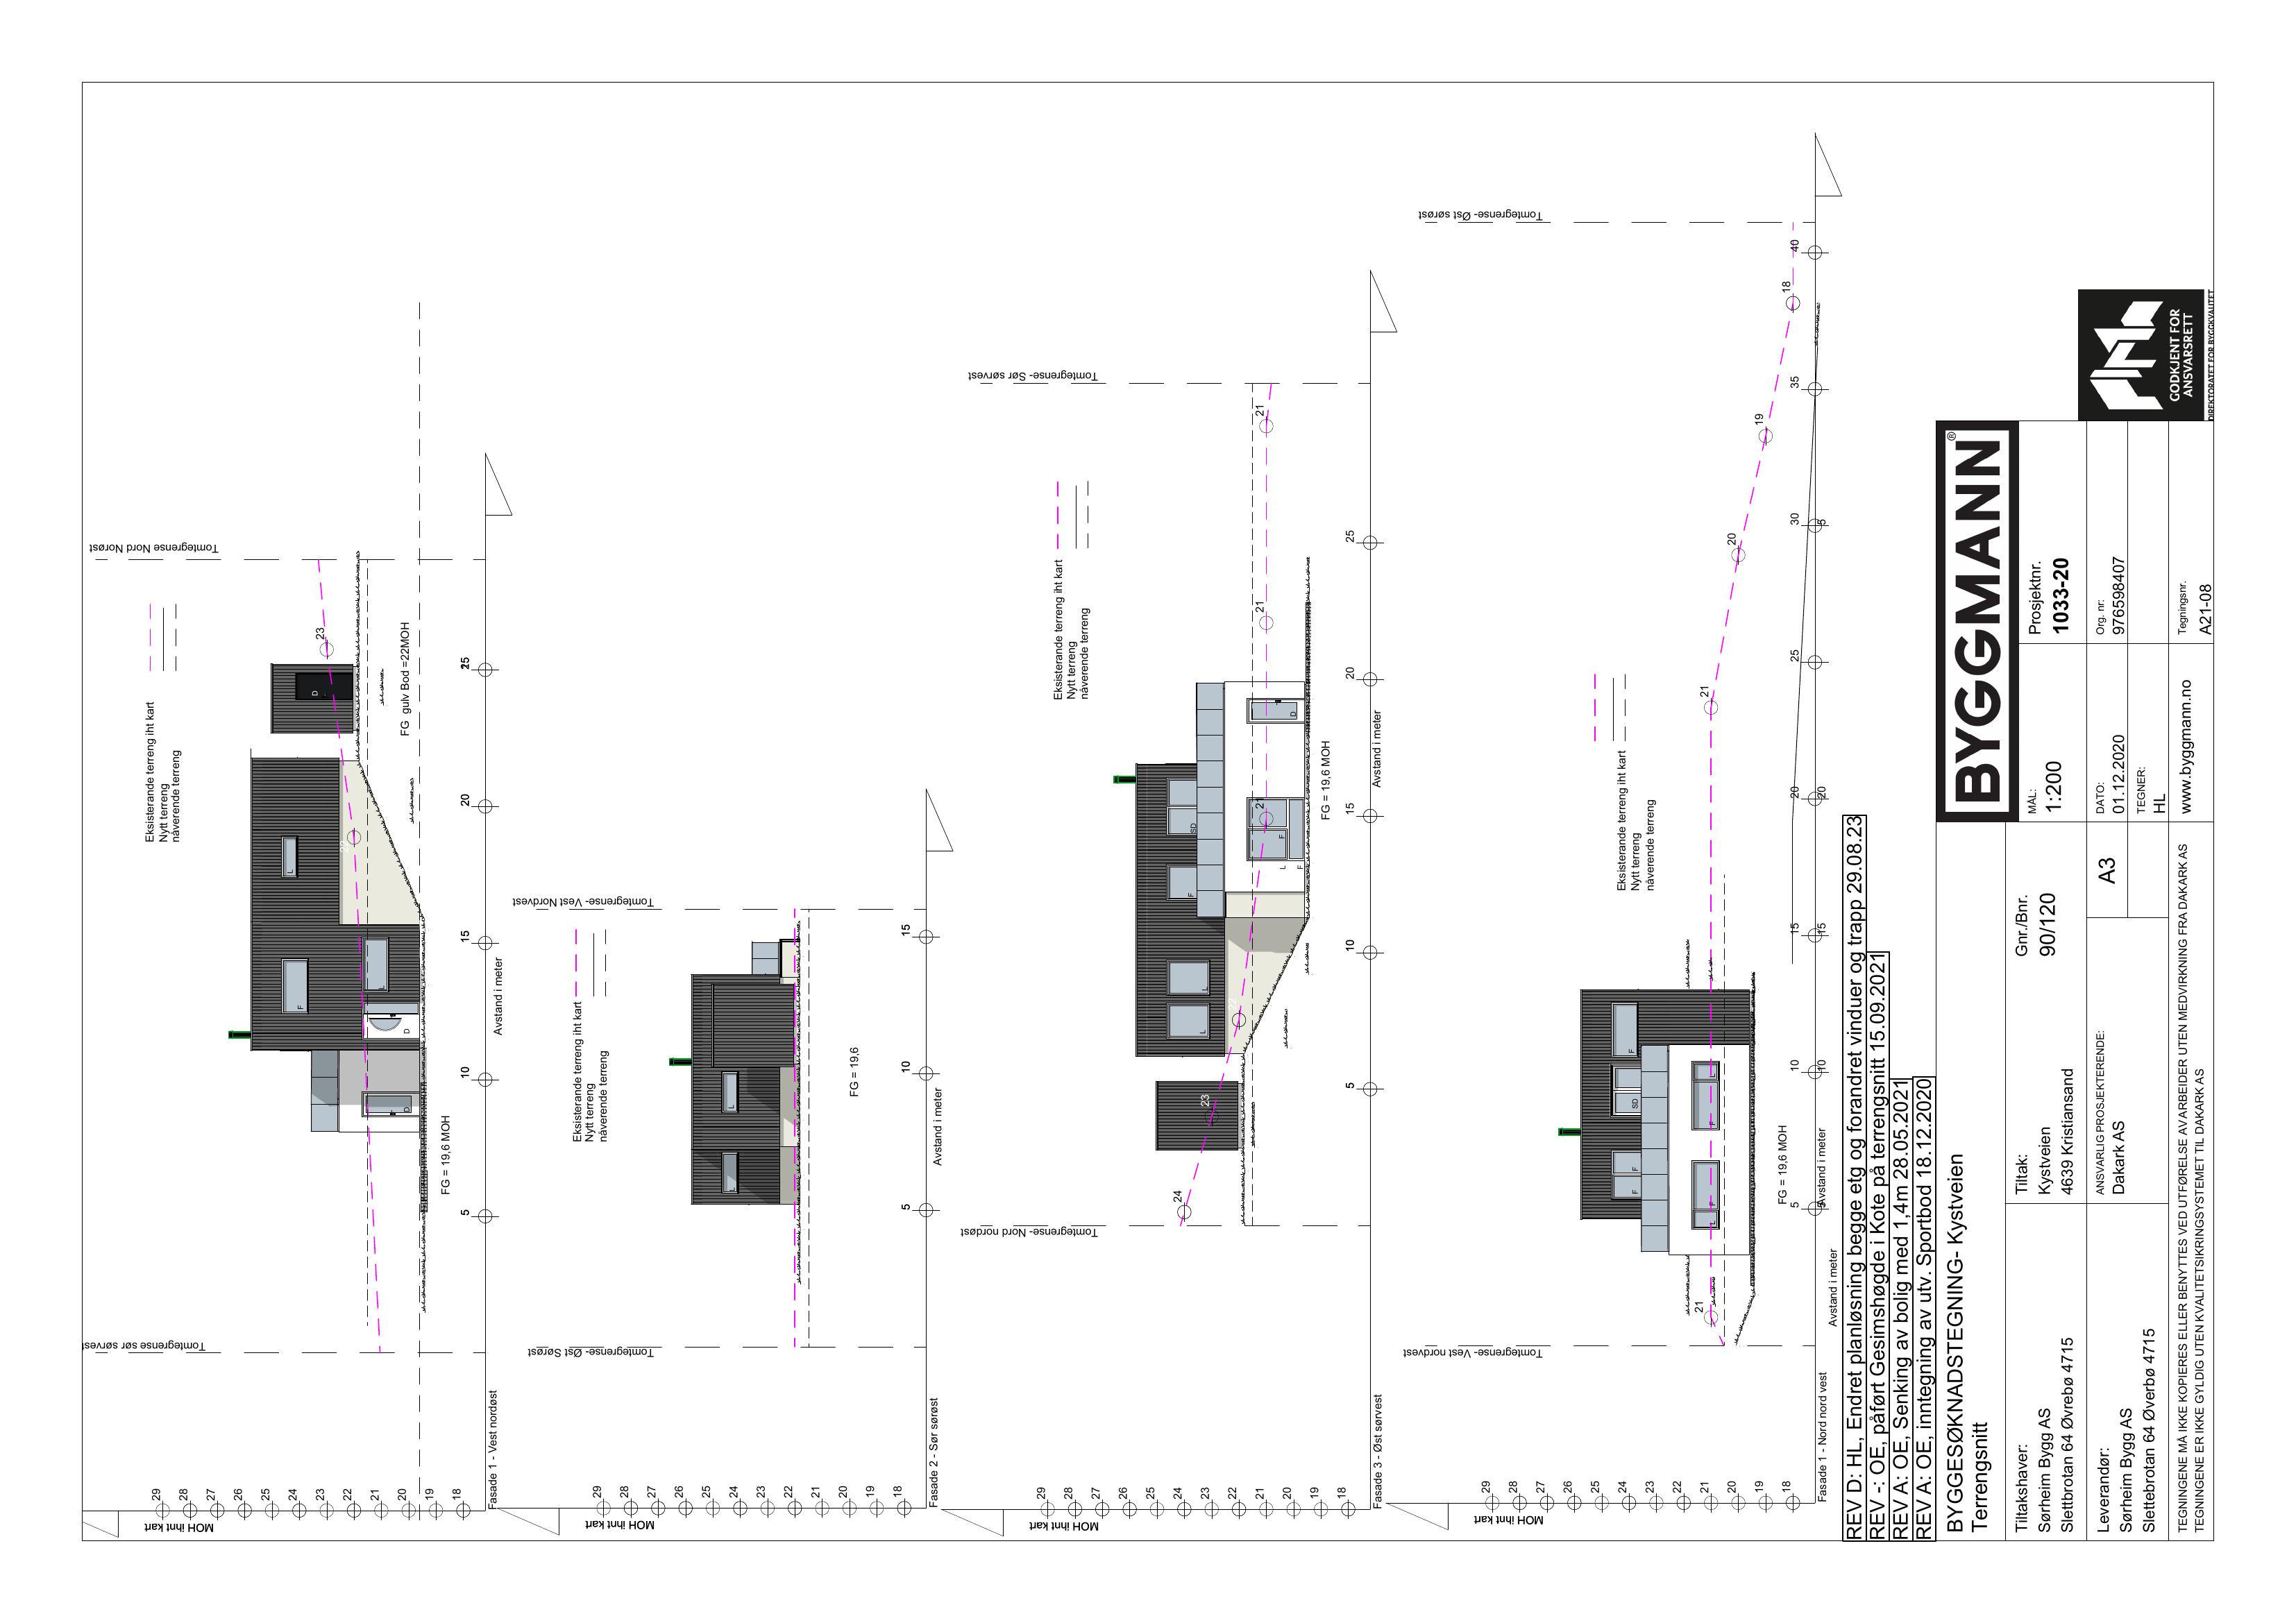 Tomtegrense sør sørvest
Tomtegrense Nord Norøst
Eksisterande terreng iht kart
Nytt terreng
nåverende terreng
MOH ihnt kart
29
28
27
26
25
24
23
22
21
20
19
18
23
L
F
L
D
D
D
FG gulv Bod =22MOH
FG = 19,6 MOH
5
10
15
20
25
Avstand i meter
Fasade 1 - Vest nordøst
Tomtegrense- Øst Sørøst
Tomtegrense- Vest Nordvest
Eksisterande terreng iht kart
Nytt terreng
nåverende terreng
MOH ihnt kart
29
28
27
26
25
24
23
22
21
20
19
18
L
L
FG = 19,6
5
10
15
Avstand i meter
Fasade 2 - Sør sørøst
Tomtegrense- Nord nordøst
Tomtegrense- Sør sørvest
Eksisterande terreng iht kart
Nytt terreng
nåverende terreng
MOH ihnt kart
29
28
27
26
25
24
23
22
21
20
19
18
24
23
22
21
21
21
L
L
F
SD
L
F
F
D
FG = 19,6 MOH
5
10
15
20
25
Avstand i meter
Fasade 3 - Øst sørvest
Tomtegrense- Vest nordvest
Tomtegrense- Øst sørøst
Eksisterande terreng iht kart
Nytt terreng
nåverende terreng
MOH ihnt kart
29
28
27
26
25
24
23
22
21
20
19
18
21
21
20
19
18
F
F
SD
F
L
F
F
L
FG = 19,6 MOH
5
10
15
20
25
30
35
40
5
10
15
20
Avstand i meter
Avstand i meter
Fasade 1 - Nord nord vest
REV D: HL, Endret planløsning begge etg og forandret vinduer og trapp 29.08.23
REV -: OE, påført Gesimshøgde i Kote på terrengsnitt 15.09.2021
REV A: OE, Senking av bolig med 1,4m 28.05.2021
REV A: OE, inntegning av utv. Sportbod 18.12.2020
BYGGESØKNADSTEGNING- Kystveien
Terrengsnitt
BYGGMANN®
Tiltakshaver:
Sørheim Bygg AS
Slettbrotan 64 Øvrebø 4715
Tiltak:
Kystveien
4639 Kristiansand
Gnr./Bnr.
90/120
MÅL:
1:200
Prosjektnr.
1033-20
Leverandør:
Sørheim Bygg AS
Slettebrotan 64 Øverbø 4715
ANSVARLIG PROSJEKTERENDE:
Dakark AS
A3
DATO:
01.12.2020
Org. nr:
976598407
TEGNER:
HL
TEGNINGENE MÅ IKKE KOPIERES ELLER BENYTTES VED UTFØRELSE AV ARBEIDER UTEN MEDVIRKNING FRA DAKARK AS
TEGNINGENE ER IKKE GYLDIG UTEN KVALITETSIKRINGSYSTEMET TIL DAKARK AS
www.byggmann.no
Tegningsnr.
A21-08
GODKJENT FOR
ANSVARSRETT
DIREKTORATET FOR BYGGKVALITET